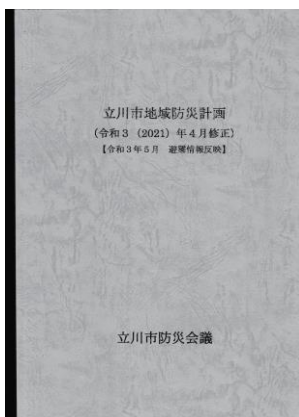 立川市地域防災計画
（令和3（2021）年4月修正）
【令和3年5月 避難情報反映】
立川市防災会議